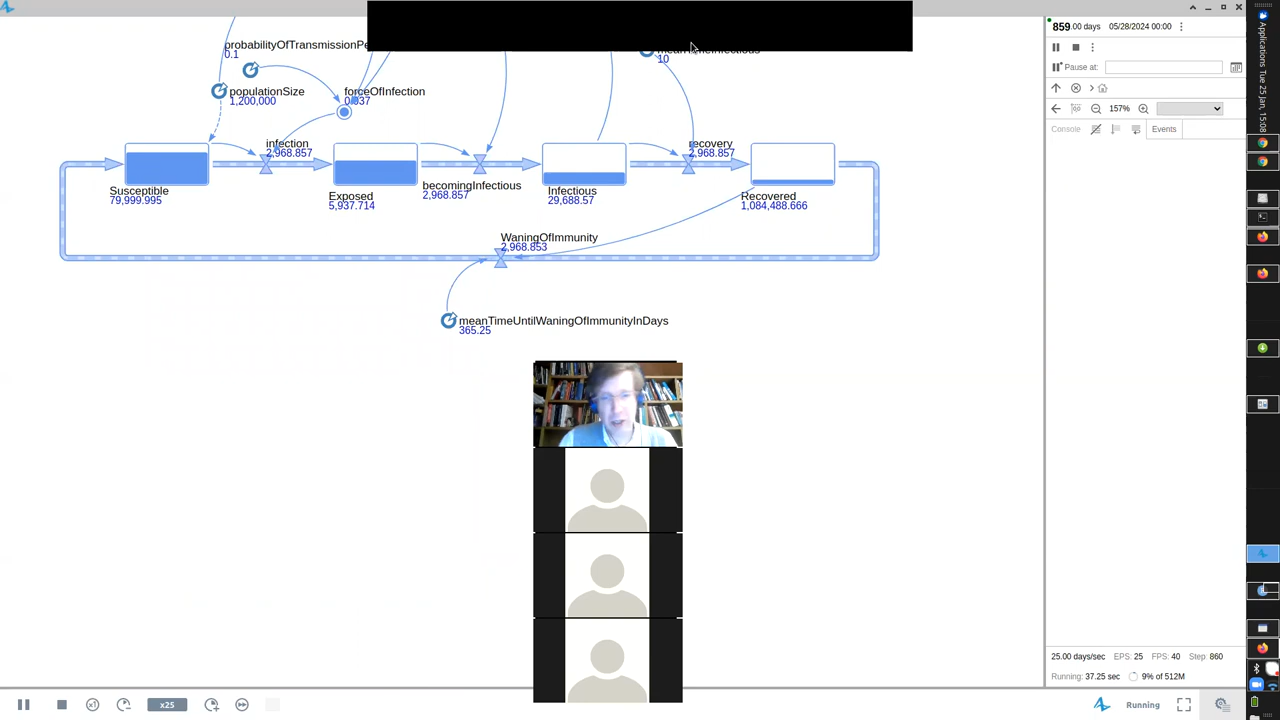 859.00 days 05/28/2024 00:00
probabilityOfTransmissionPe
0.1
meanTimeInfectious
10
Pause at:
populationSize
1,200,000
forceOfInfection
0.037
157%
Console
Events
infection
2,968.857
recovery
2,968.857
becomingInfectious
2,968.857
Susceptible
79,999.995
Exposed
5,937.714
Infectious
29,688.57
Recovered
1,084,488.666
WaningOfImmunity
2,968.853
meanTimeUntilWaningOfImmunityInDays
365.25
Applications Tue 25 Jan, 15:08
25.00 days/sec EPS: 25 FPS: 40 Step: 860
Running: 37.25 sec 9% of 512M
x1
x25
Running